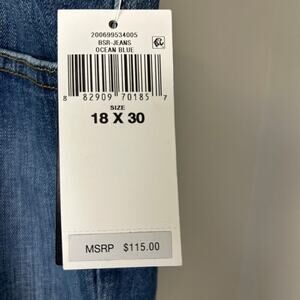 200699534005
BSR-JEANS
OCEAN BLUE
8 82909 70185 7
SIZE
18 X 30
MSRP $115.00